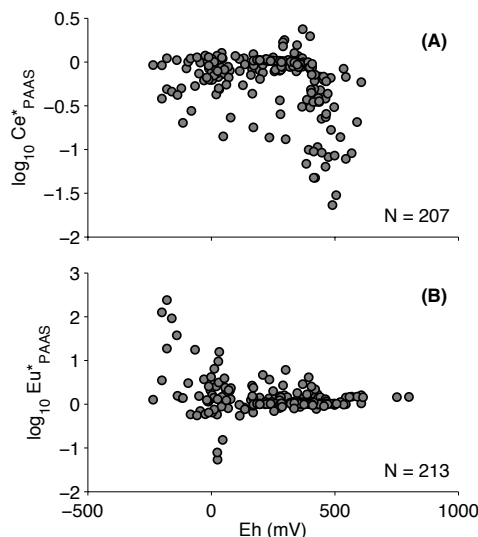 0.5
(A)
0
−0.5
−1
−1.5
−2
log10 Ce*PAAS
N = 207
3
(B)
2
1
0
−1
−2
log10 Eu*PAAS
N = 213
−500 0 500 1000
Eh (mV)